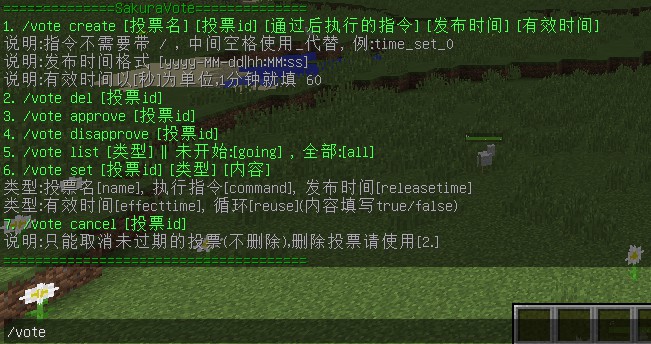 ==============SakuraVote==============
1. /vote create [投票名] [投票id] [通过后执行的指令] [发布时间] [有效时间]
说明:指令不需要带 / , 中间空格使用_代替, 例:time_set_0
说明:发布时间格式 [yyyy-MM-dd|hh:MM:ss]
说明:有效时间以[秒]为单位,1分钟就填 60
2. /vote del [投票id]
3. /vote approve [投票id]
4. /vote disapprove [投票id]
5. /vote list [类型] || 未开始:[going] , 全部:[all]
6. /vote set [投票id] [类型] [内容]
类型:投票名[name], 执行指令[command], 发布时间[releasetime]
类型:有效时间[effecttime], 循环[reuse](内容填写true/false)
7. /vote cancel [投票id]
说明:只能取消未过期的投票(不删除),删除投票请使用[2.]
======================================
/vote